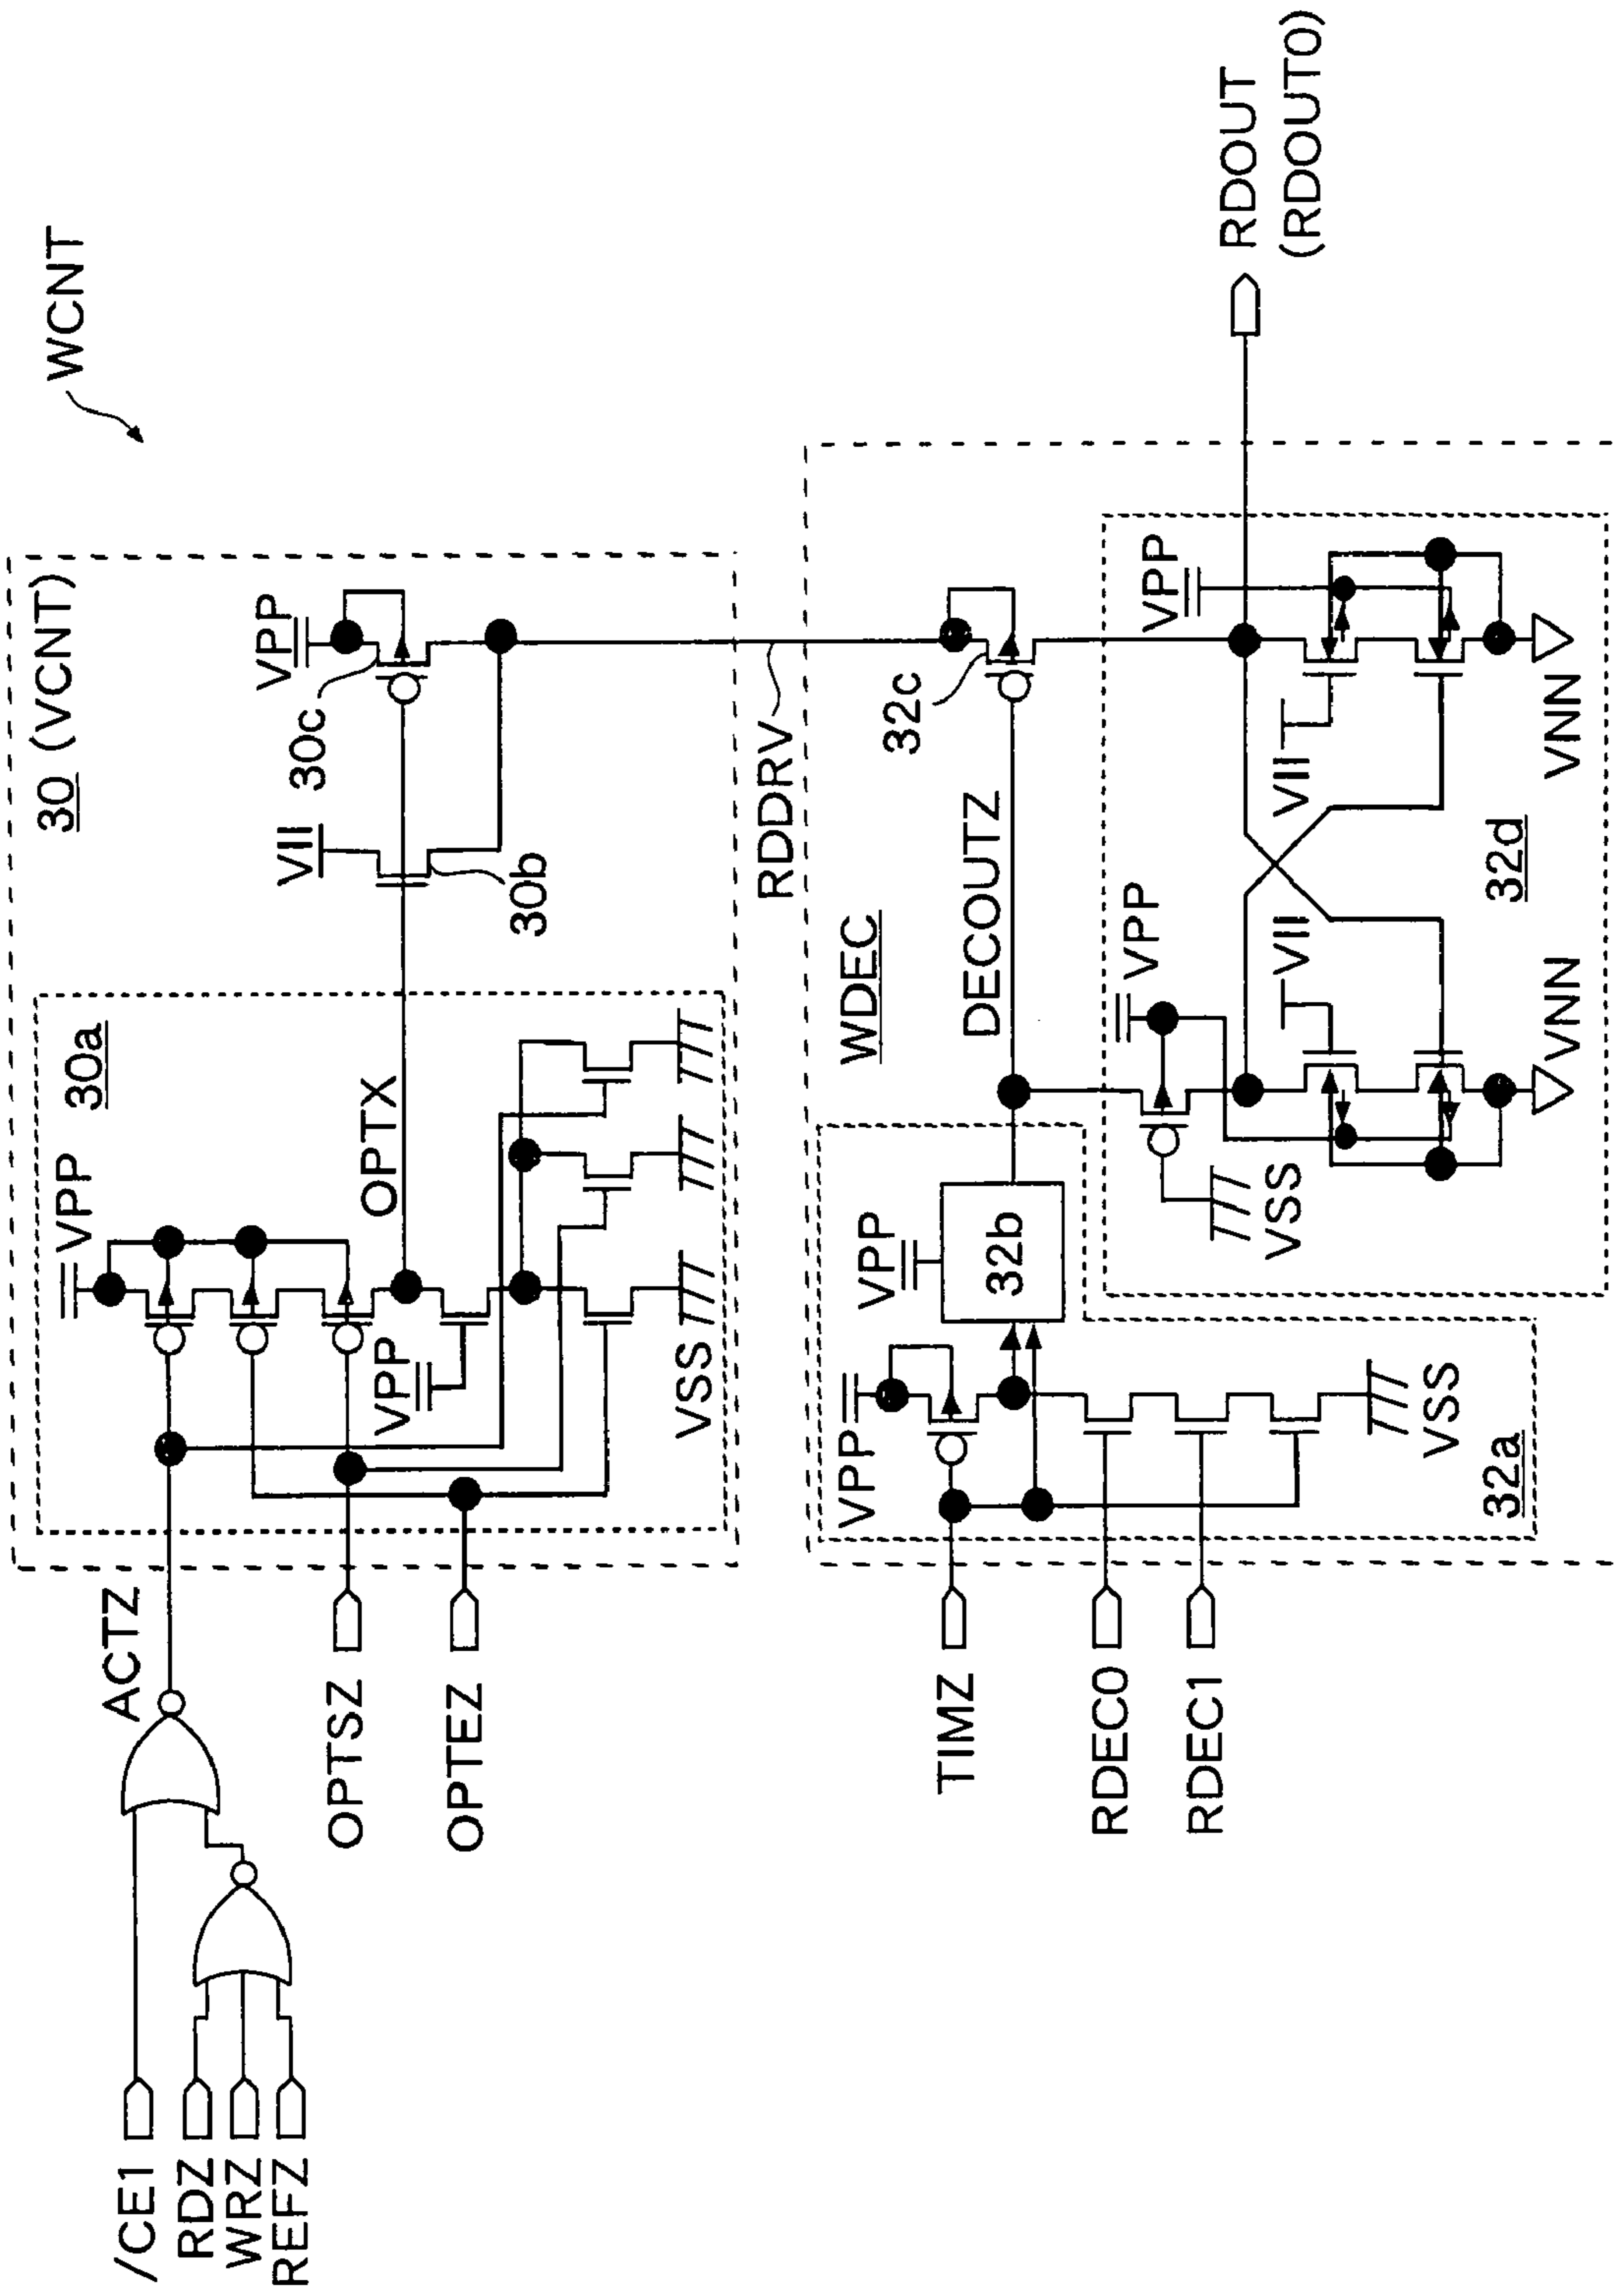 WCNT
30 (VCNT)
30a
VPP
ACTZ
/CE1
RDZ
WRZ
REFZ
OPTSZ
OPTEZ
VPP
VSS
OPTX
VII
30b
VPP
30c
RDDRV
WDEC
VPP
32b
DECOUTZ
32c
TIMZ
RDEC0
RDEC1
VPP
VSS
32a
VPP
VSS
VII
VNN
32d
VPP
VII
VNN
RDOUT
(RDOUT0)